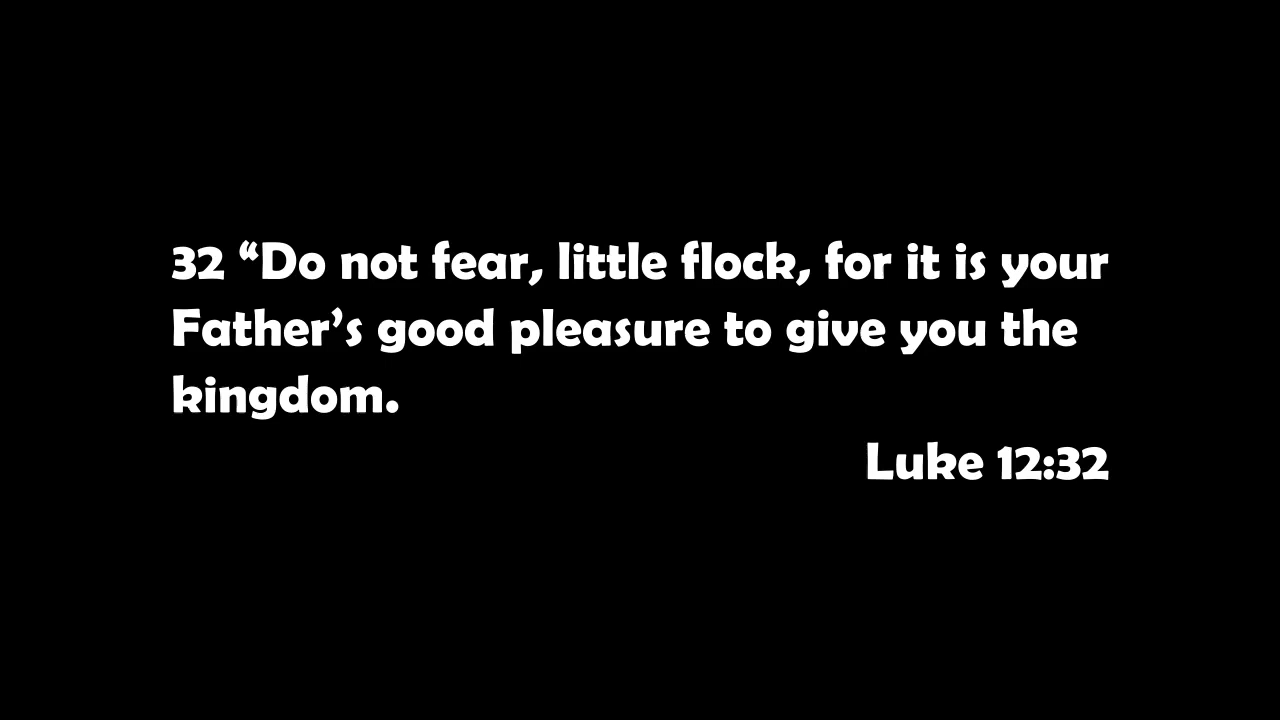 32 “Do not fear, little flock, for it is your
Father’s good pleasure to give you the
kingdom.
Luke 12:32